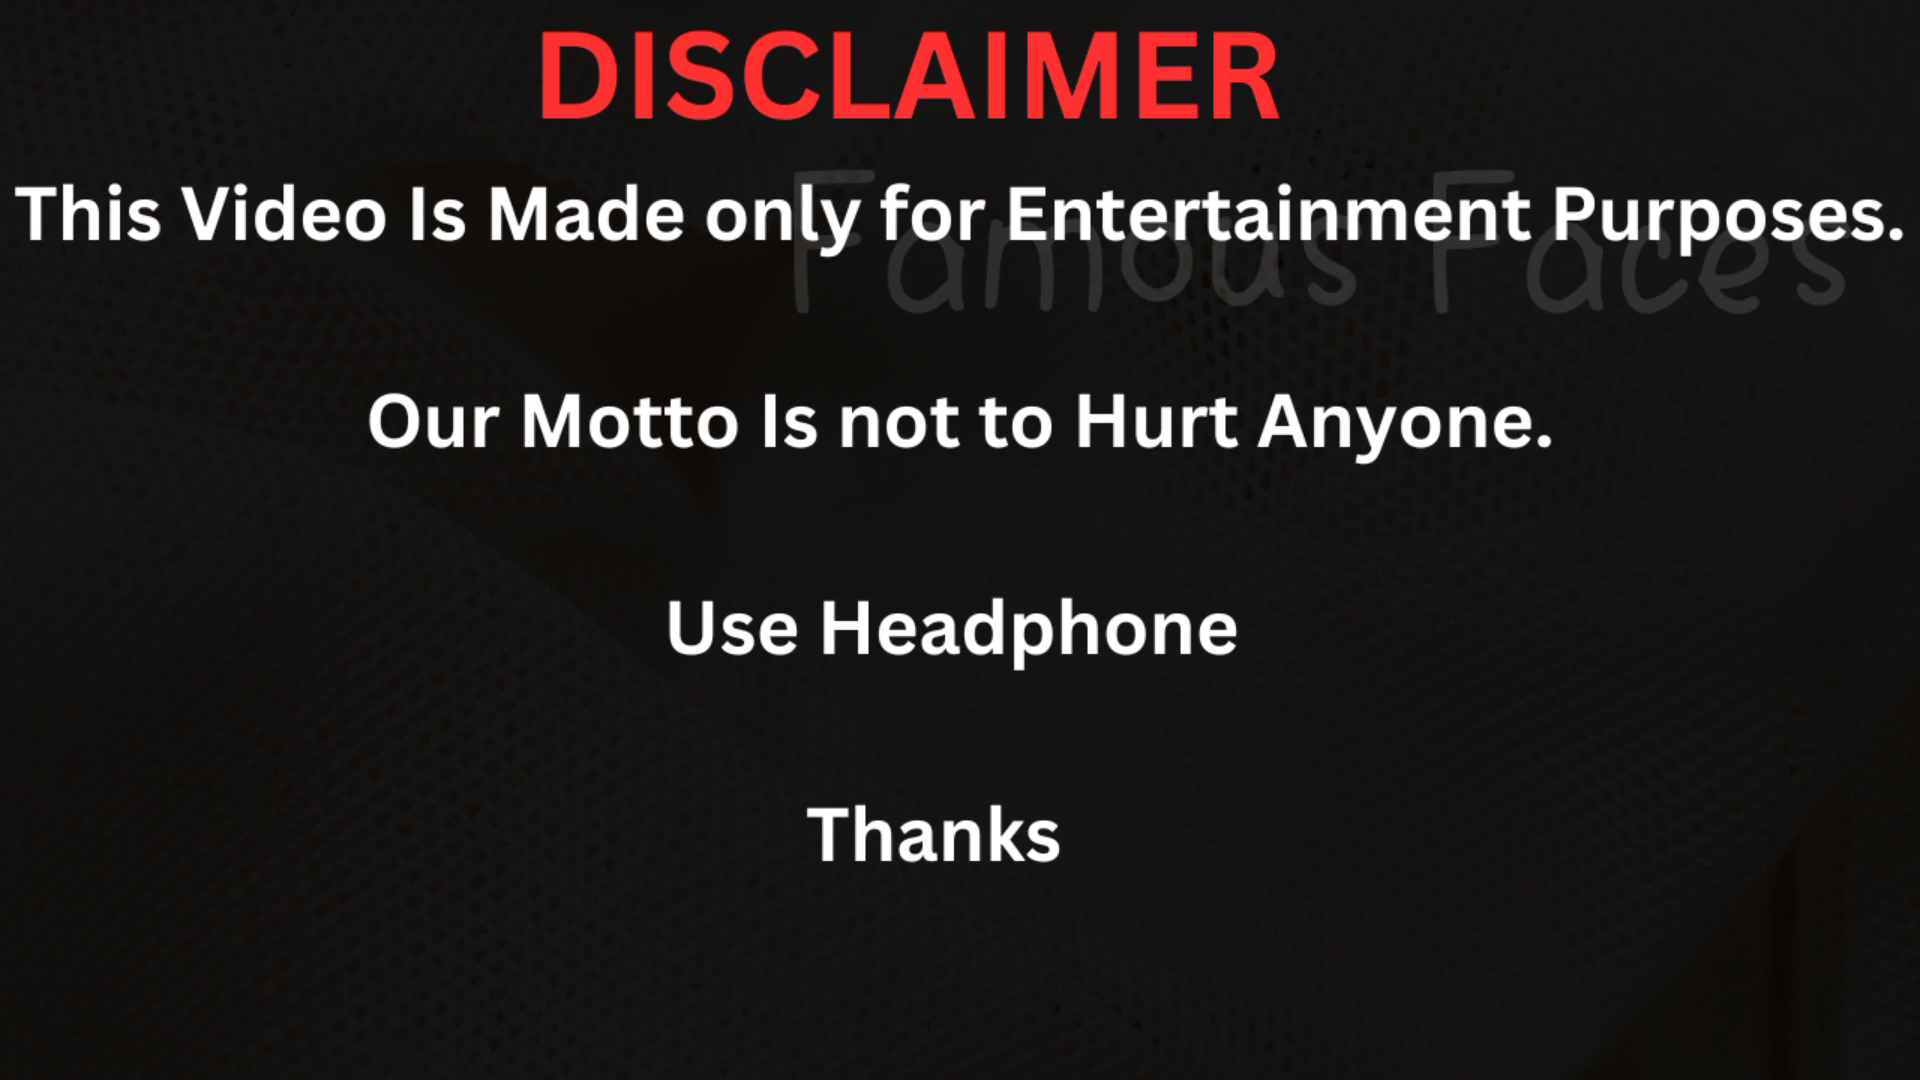 DISCLAIMER
This Video Is Made only for Entertainment Purposes.
Famous Faces
Our Motto Is not to Hurt Anyone.
Use Headphone
Thanks